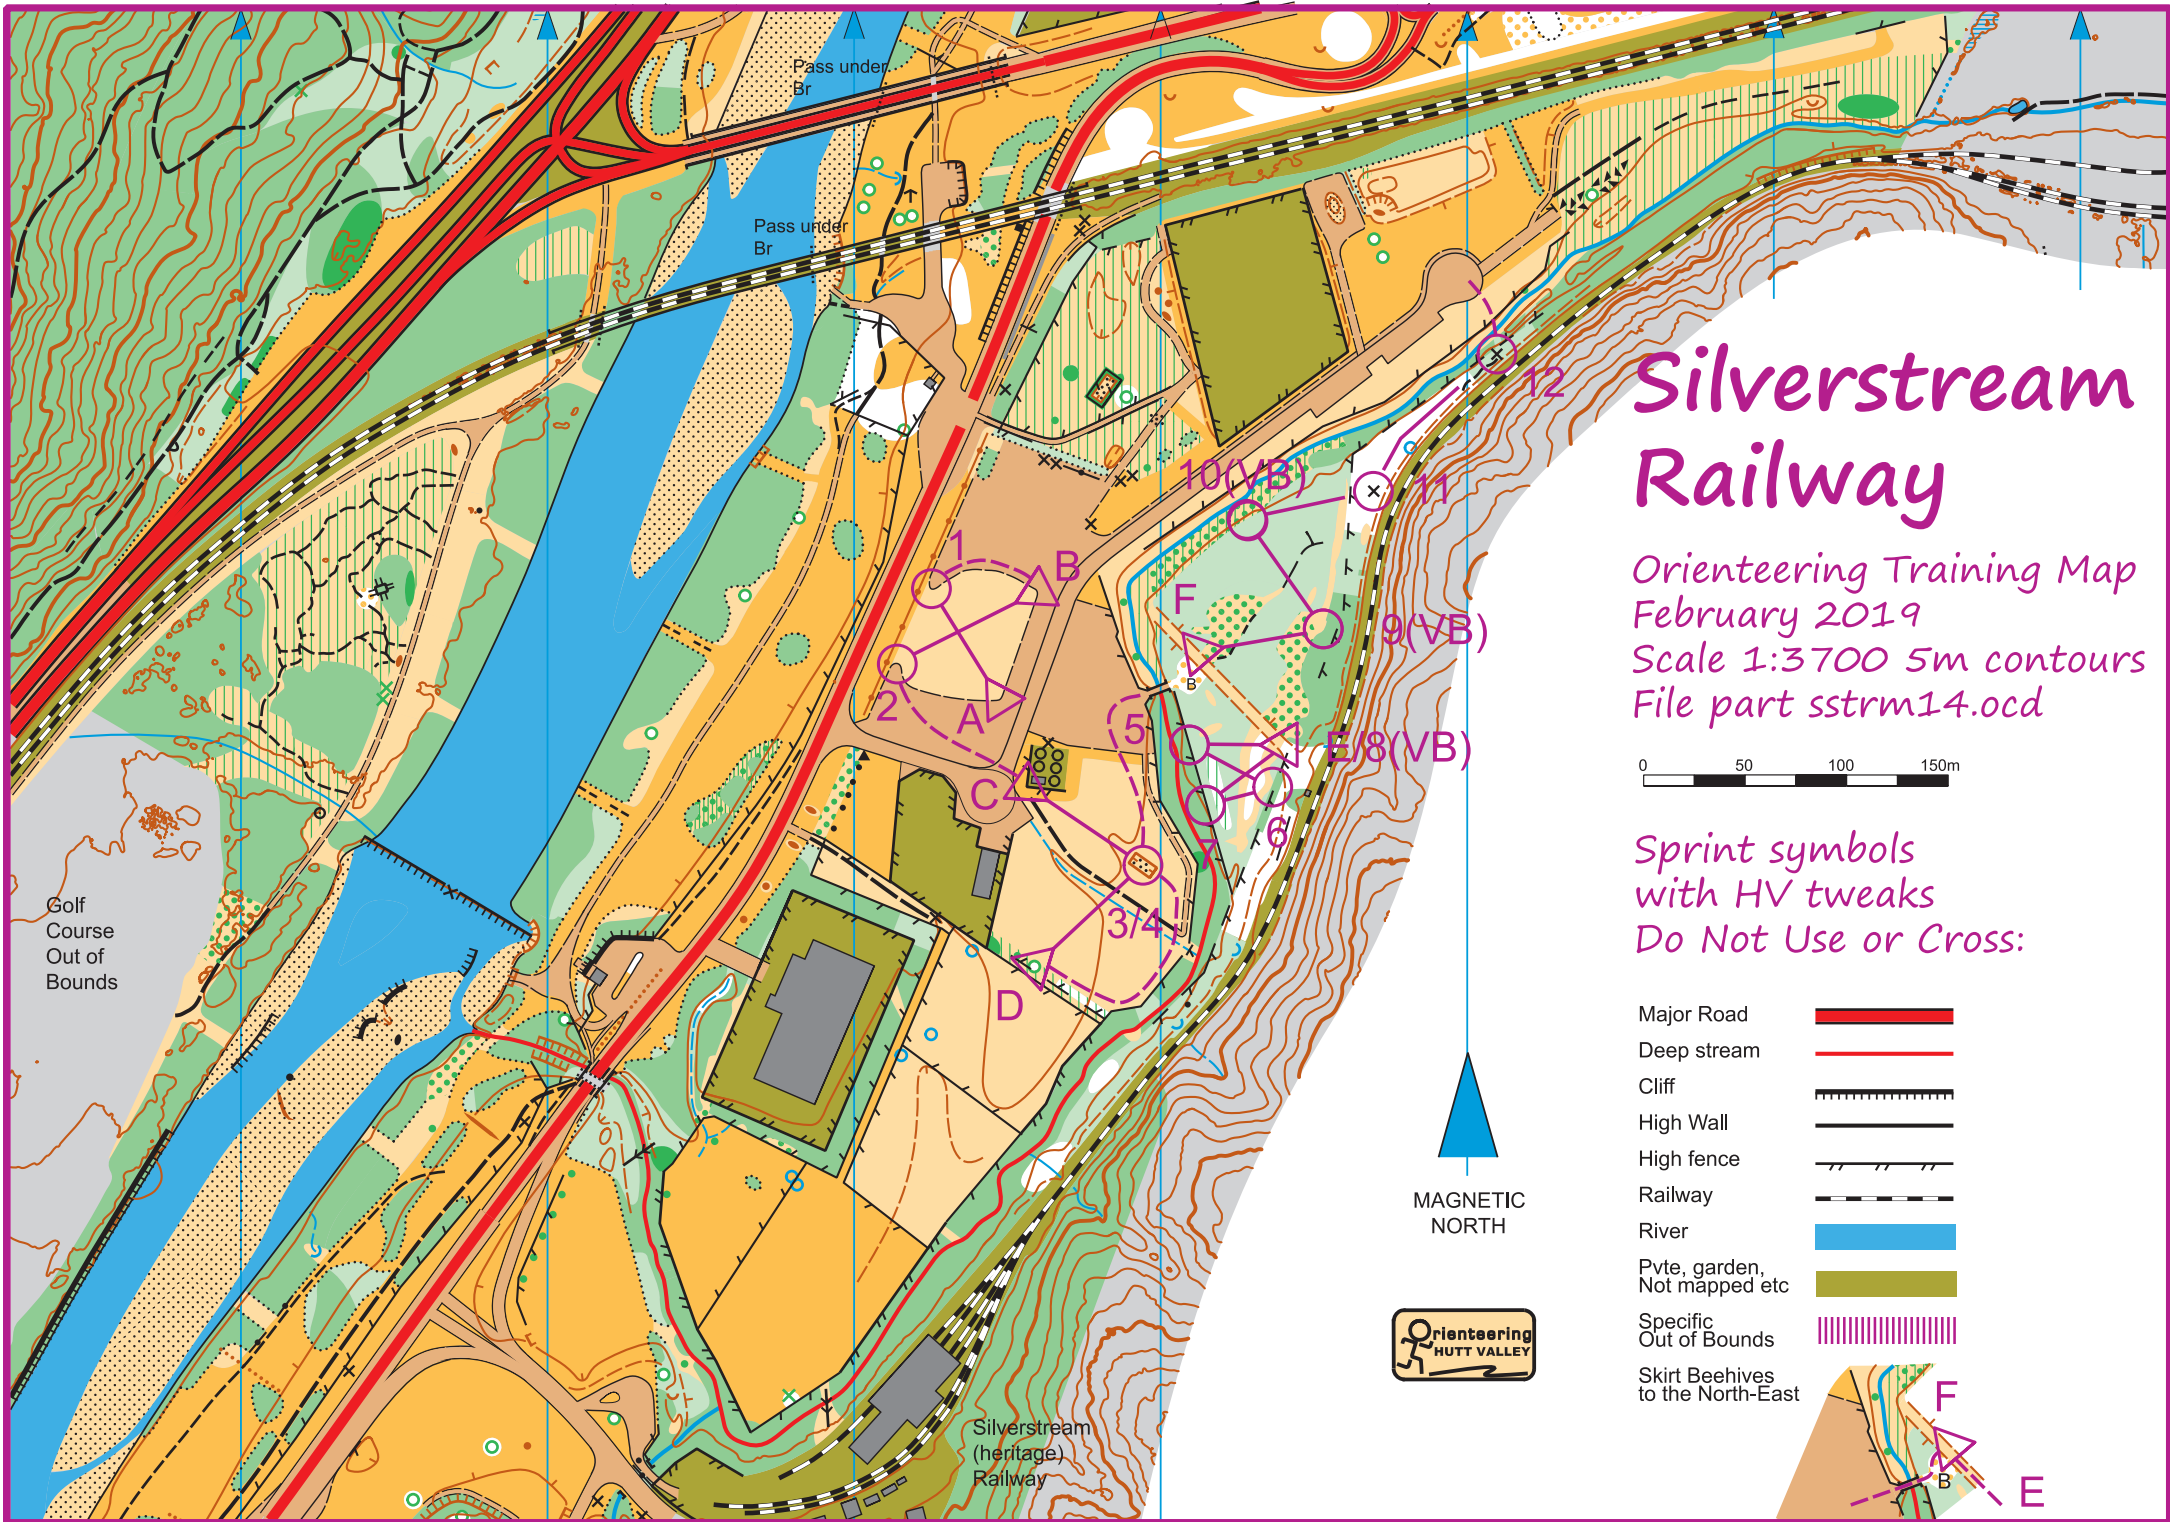 Pass under
Br
Pass under
Br
Silverstream
Railway
Orienteering Training Map
February 2019
Scale 1:3700 5m contours
File part sstrm14.ocd
0 50 100 150m
Sprint symbols
with HV tweaks
Do Not Use or Cross:
Major Road
Deep stream
Cliff
High Wall
High fence
Railway
River
Pvte, garden,
Not mapped etc
Specific
Out of Bounds
Skirt Beehives
to the North-East
F
B
E
12
10(VB)
11
1
B
F
9(VB)
B
2
A
5
E/8(VB)
C
6
7
3/4
D
Golf
Course
Out of
Bounds
MAGNETIC
NORTH
Orienteering
HUTT VALLEY
Silverstream
(heritage)
Railway